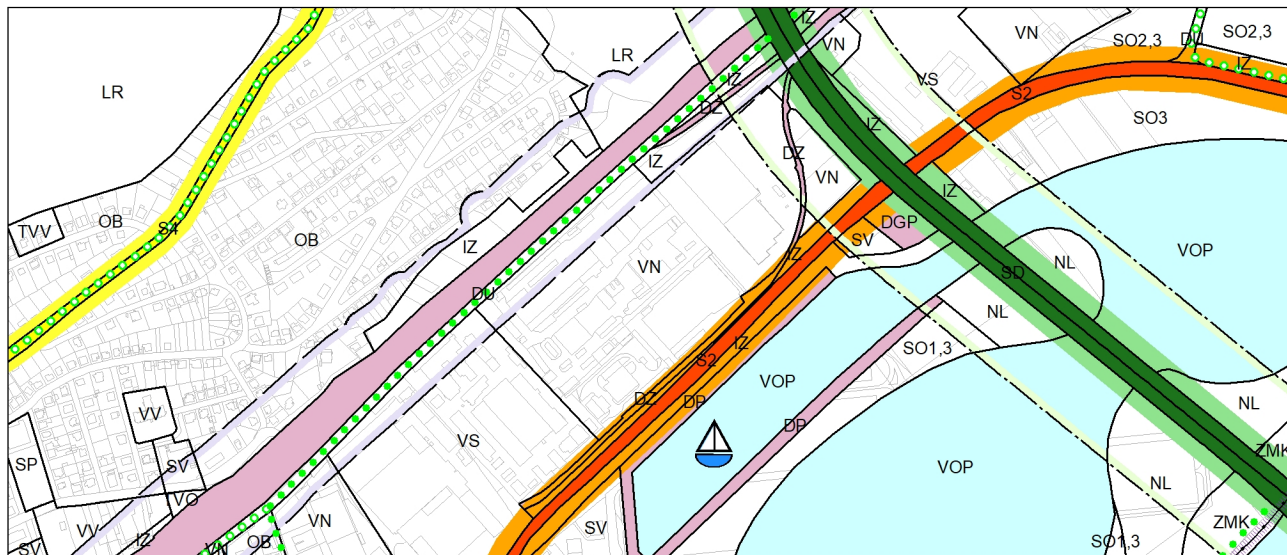 IZ
VN
DU
SO2,3
SO2,3
VN
LR
LR
VS
IZ
IZ
S2
DZ
SO3
IZ
DZ
IZ
VN
IZ
OB
TVV
S4
OB
IZ
DGP
SV
IZ
VN
VOP
NL
SD
DU
NL
IZ
SO1,3
S2
VOP
DZ
DP
NL
VV
DP
VS
ZMK
SP
SV
VOP
NL
VO
VN
ZMK
VV
SV
IZ
VN
OB
SV
SO1,3